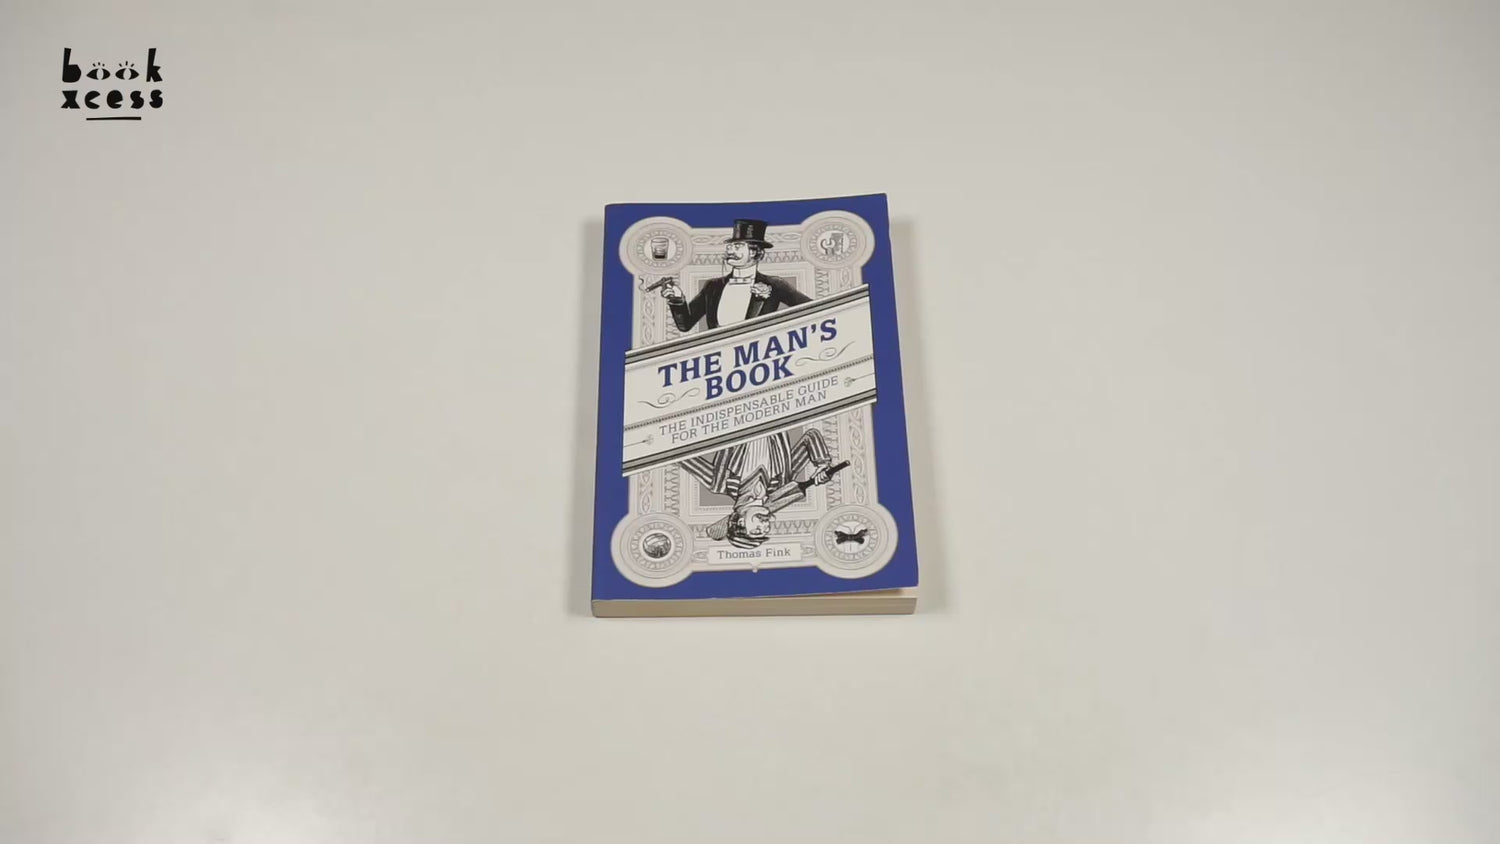 book
xcess
THE MAN'S
BOOK
THE INDISPENSABLE GUIDE
FOR THE MODERN MAN
Thomas Fink